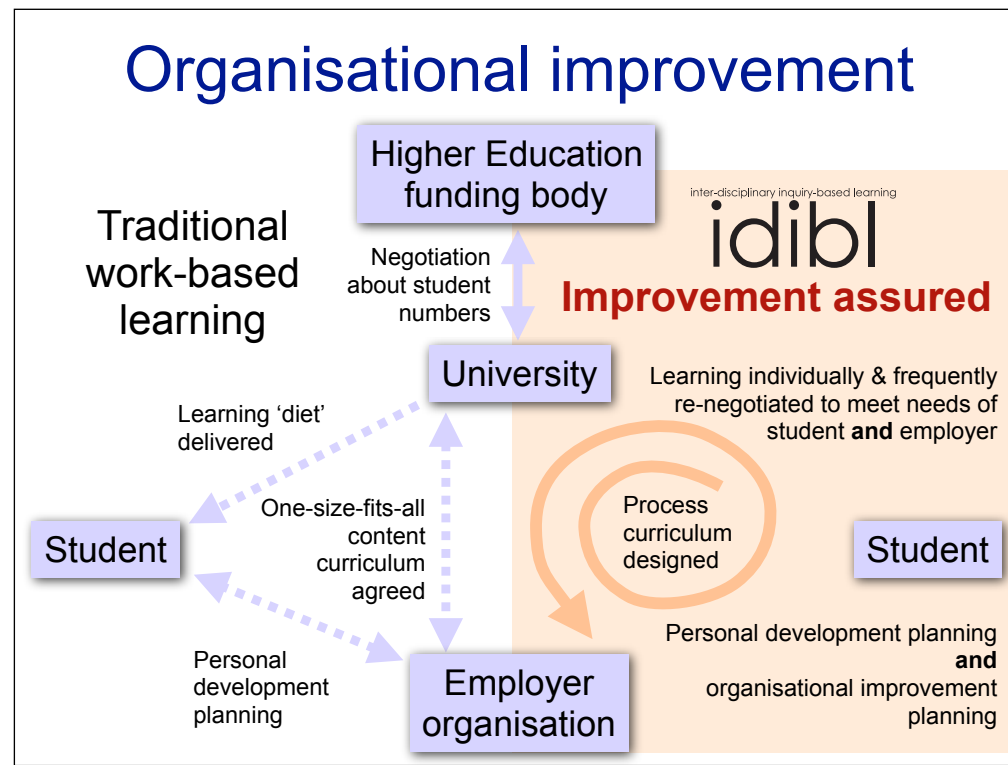 Organisational improvement
Higher Education
funding body
Traditional
work-based
learning
Negotiation
about student
numbers
inter-disciplinary inquiry-based learning
idibl
Improvement assured
University
Learning individually & frequently
re-negotiated to meet needs of
student and employer
Learning ‘diet’
delivered
One-size-fits-all
content
curriculum
agreed
Process
curriculum
designed
Student
Student
Personal
development
planning
Employer
organisation
Personal development planning
and
organisational improvement
planning